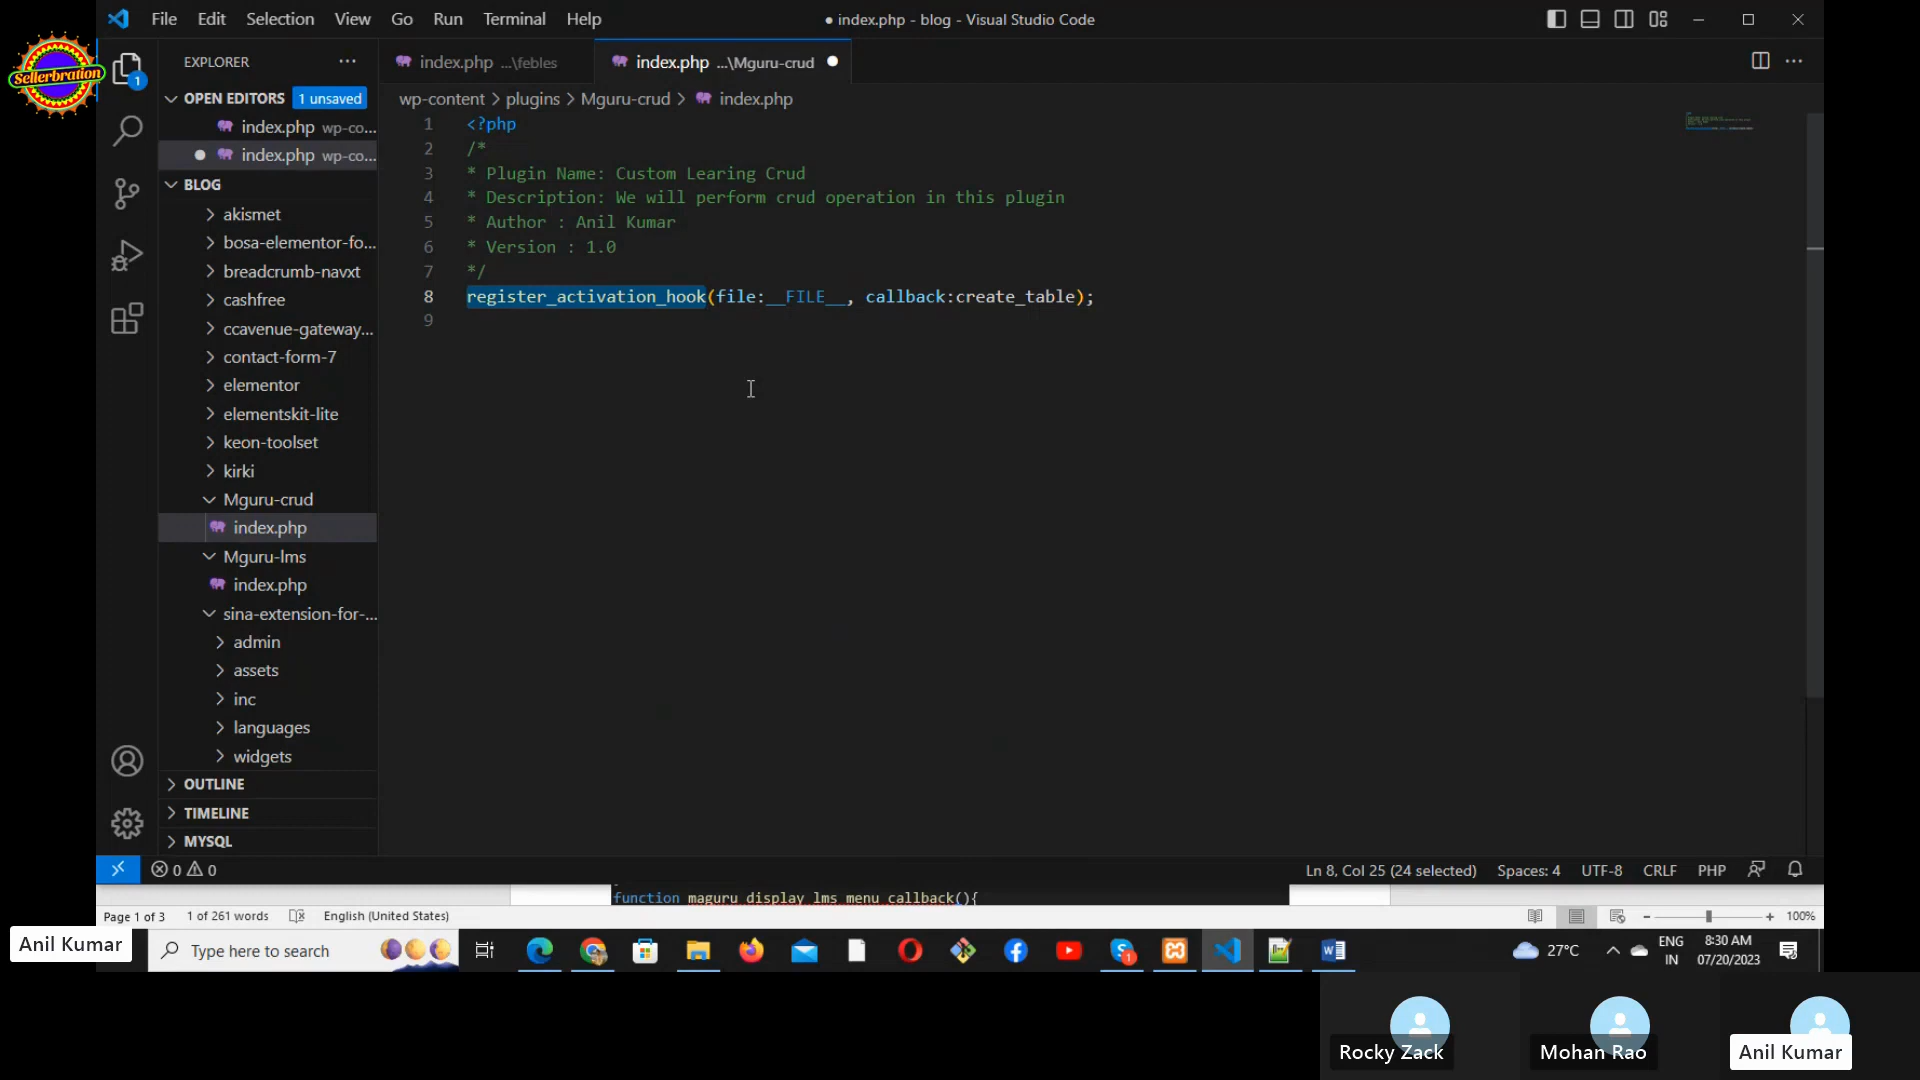 Sellerbration
File Edit Selection View Go Run Terminal Help
● index.php - blog - Visual Studio Code
EXPLORER ...
index.php ...\febles
index.php ...\Mguru-crud
OPEN EDITORS 1 unsaved
index.php wp-co...
index.php wp-co...
BLOG
akismet
bosa-elementor-fo...
breadcrumb-navxt
cashfree
ccavenue-gateway...
contact-form-7
elementor
elementskit-lite
keon-toolset
kirki
Mguru-crud
index.php
Mguru-lms
index.php
sina-extension-for-...
admin
assets
inc
languages
widgets
OUTLINE
TIMELINE
MYSQL
wp-content > plugins > Mguru-crud > index.php
1 <?php
2 /*
3 * Plugin Name: Custom Learing Crud
4 * Description: We will perform crud operation in this plugin
5 * Author : Anil Kumar
6 * Version : 1.0
7 */
8 register_activation_hook(file:__FILE__, callback:create_table);
9
0 0
Ln 8, Col 25 (24 selected) Spaces: 4 UTF-8 CRLF PHP
function maguru_display_lms_menu_callback(){
Page 1 of 3 1 of 261 words English (United States)
100%
Anil Kumar
Type here to search
27°C
ENG
IN
8:30 AM
07/20/2023
Rocky Zack
Mohan Rao
Anil Kumar